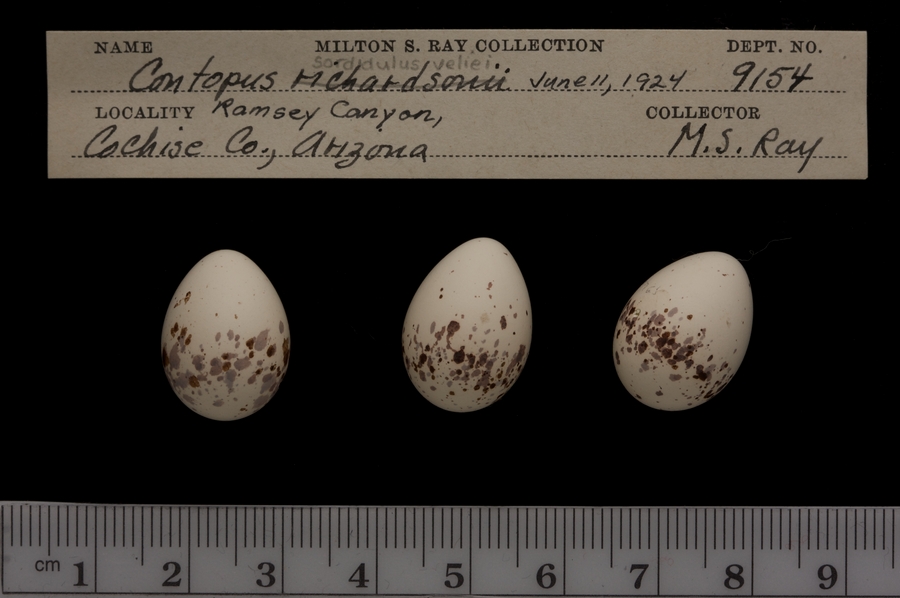 NAME MILTON S. RAY COLLECTION DEPT. NO.
Sordidulus veliei
Contopus richardsonii June 11, 1924 9154
LOCALITY Ramsey Canyon, COLLECTOR
Cochise Co., Arizona M.S. Ray
cm 1 2 3 4 5 6 7 8 9